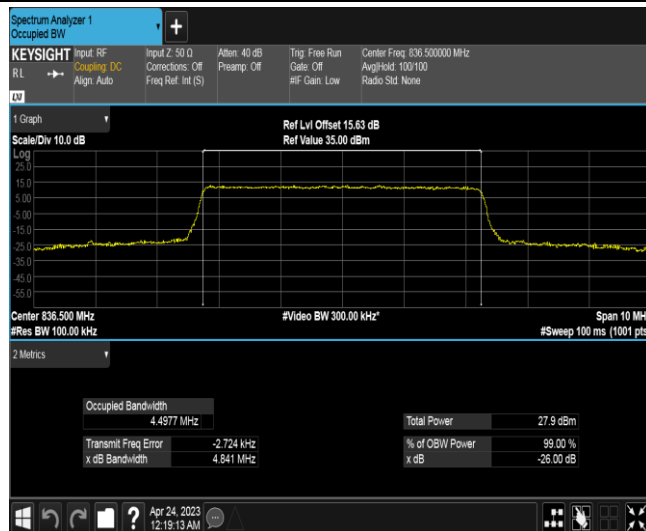 Spectrum Analyzer 1
Occupied BW
+
KEYSIGHT
RL
Input: RF
Coupling: DC
Align: Auto
Input Z: 50 Ω
Corrections: Off
Freq Ref: Int (S)
Atten: 40 dB
Preamp: Off
Trig: Free Run
Gate: Off
#IF Gain: Low
Center Freq: 836.500000 MHz
Avg|Hold: 100/100
Radio Std: None
1 Graph
Scale/Div 10.0 dB
Ref Lvl Offset 15.63 dB
Ref Value 35.00 dBm
Log
25.0
15.0
5.00
-5.00
-15.0
-25.0
-35.0
-45.0
-55.0
Center 836.500 MHz
#Video BW 300.00 kHz*
Span 10 MH
#Res BW 100.00 kHz
#Sweep 100 ms (1001 pts
2 Metrics
Occupied Bandwidth
4.4977 MHz
Total Power 27.9 dBm
Transmit Freq Error -2.724 kHz
% of OBW Power 99.00 %
x dB Bandwidth 4.841 MHz
x dB -26.00 dB
?
Apr 24, 2023
12:19:13 AM